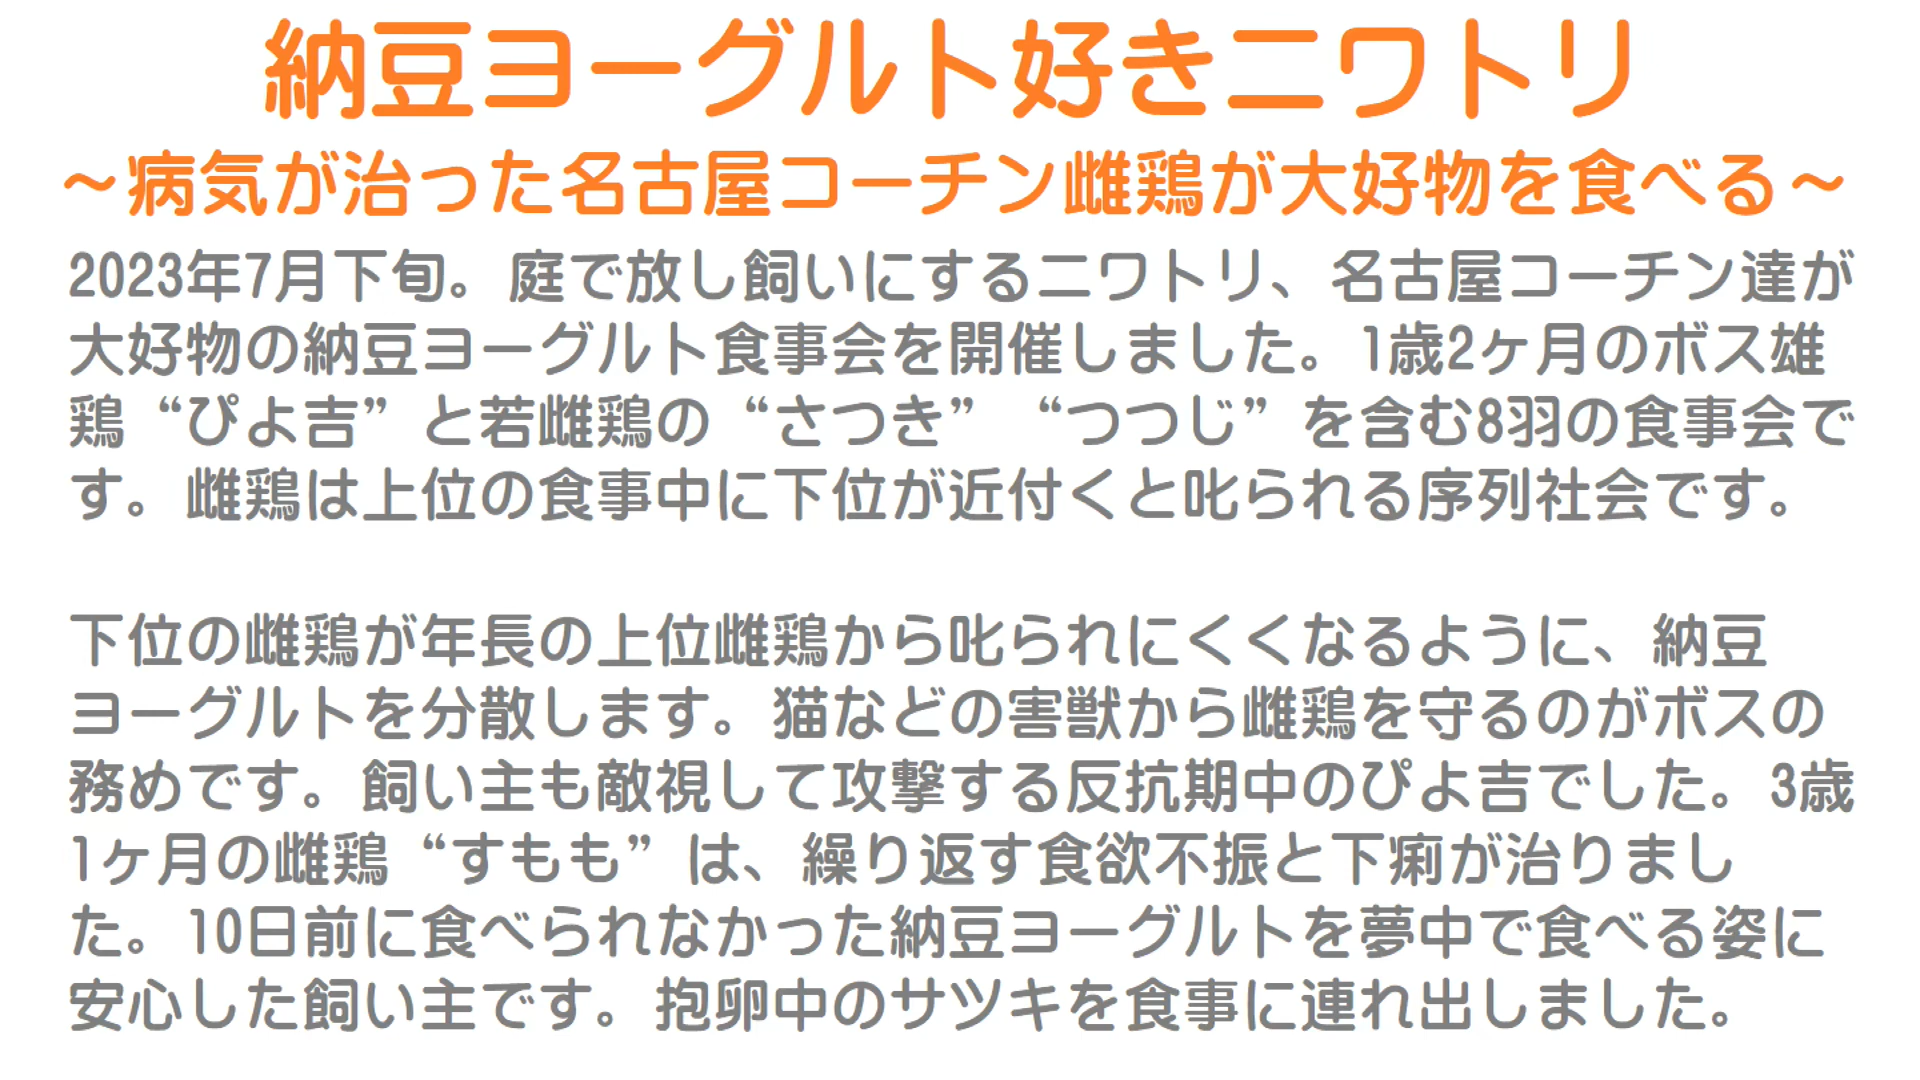 納豆ヨーグルト好きニワトリ
～病気が治った名古屋コーチン雌鶏が大好物を食べる～
2023年7月下旬。庭で放し飼いにするニワトリ、名古屋コーチン達が
大好物の納豆ヨーグルト食事会を開催しました。1歳2ヶ月のボス雄
鶏“ぴよ吉”と若雌鶏の“さつき”“つつじ”を含む8羽の食事会で
す。雌鶏は上位の食事中に下位が近付くと叱られる序列社会です。
下位の雌鶏が年長の上位雌鶏から叱られにくくなるように、納豆
ヨーグルトを分散します。猫などの害獣から雌鶏を守るのがボスの
務めです。飼い主も敵視して攻撃する反抗期中のぴよ吉でした。3歳
1ヶ月の雌鶏“すもも”は、繰り返す食欲不振と下痢が治りまし
た。10日前に食べられなかった納豆ヨーグルトを夢中で食べる姿に
安心した飼い主です。抱卵中のサツキを食事に連れ出しました。